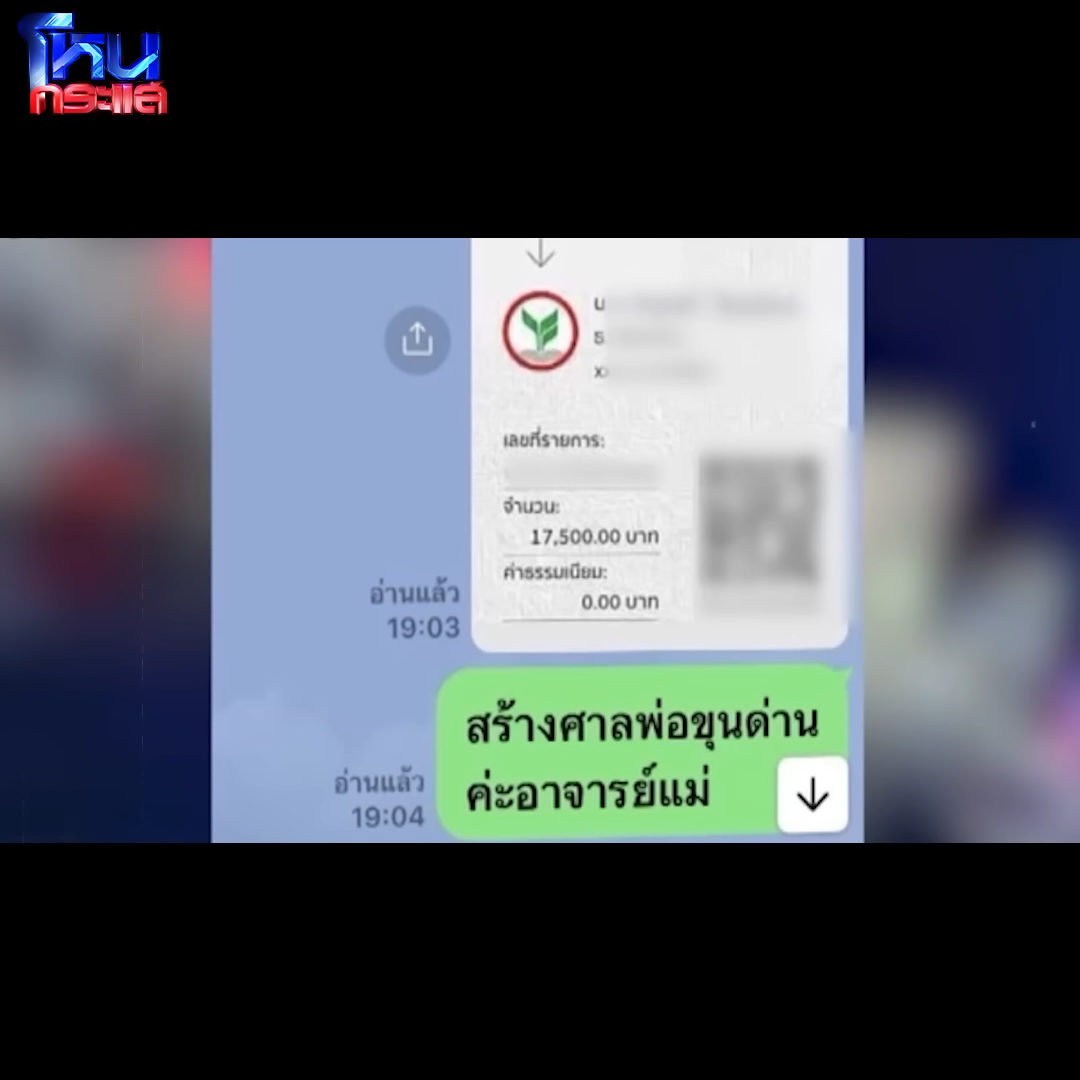 โหน
กระแส
น
ธ
x
เลขที่รายการ:
จำนวน:
17,500.00 บาท
ค่าธรรมเนียม:
0.00 บาท
อ่านแล้ว
19:03
สร้างศาลพ่อขุนด่าน
ค่ะอาจารย์แม่
อ่านแล้ว
19:04